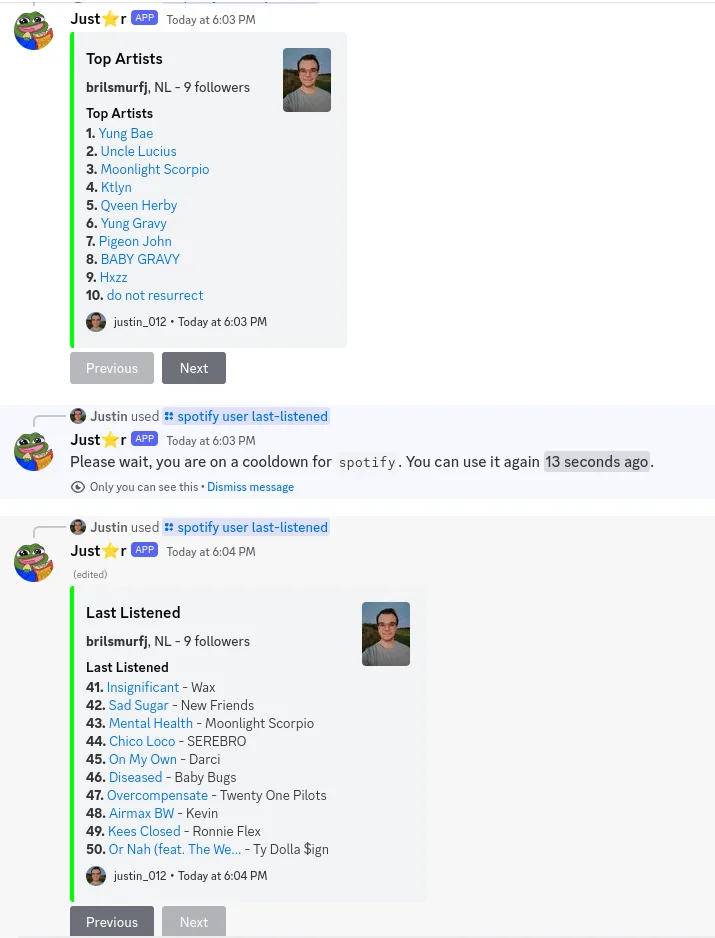 Just⭐r APP Today at 6:03 PM
Top Artists
brilsmurfj, NL - 9 followers
Top Artists
1. Yung Bae
2. Uncle Lucius
3. Moonlight Scorpio
4. Ktlyn
5. Qveen Herby
6. Yung Gravy
7. Pigeon John
8. BABY GRAVY
9. Hxzz
10. do not resurrect
justin_012 • Today at 6:03 PM
Previous Next
Justin used spotify user last-listened
Just⭐r APP Today at 6:03 PM
Please wait, you are on a cooldown for spotify. You can use it again 13 seconds ago.
Only you can see this • Dismiss message
Justin used spotify user last-listened
Just⭐r APP Today at 6:04 PM
(edited)
Last Listened
brilsmurfj, NL - 9 followers
Last Listened
41. Insignificant - Wax
42. Sad Sugar - New Friends
43. Mental Health - Moonlight Scorpio
44. Chico Loco - SEREBRO
45. On My Own - Darci
46. Diseased - Baby Bugs
47. Overcompensate - Twenty One Pilots
48. Airmax BW - Kevin
49. Kees Closed - Ronnie Flex
50. Or Nah (feat. The We... - Ty Dolla $ign
justin_012 • Today at 6:04 PM
Previous Next